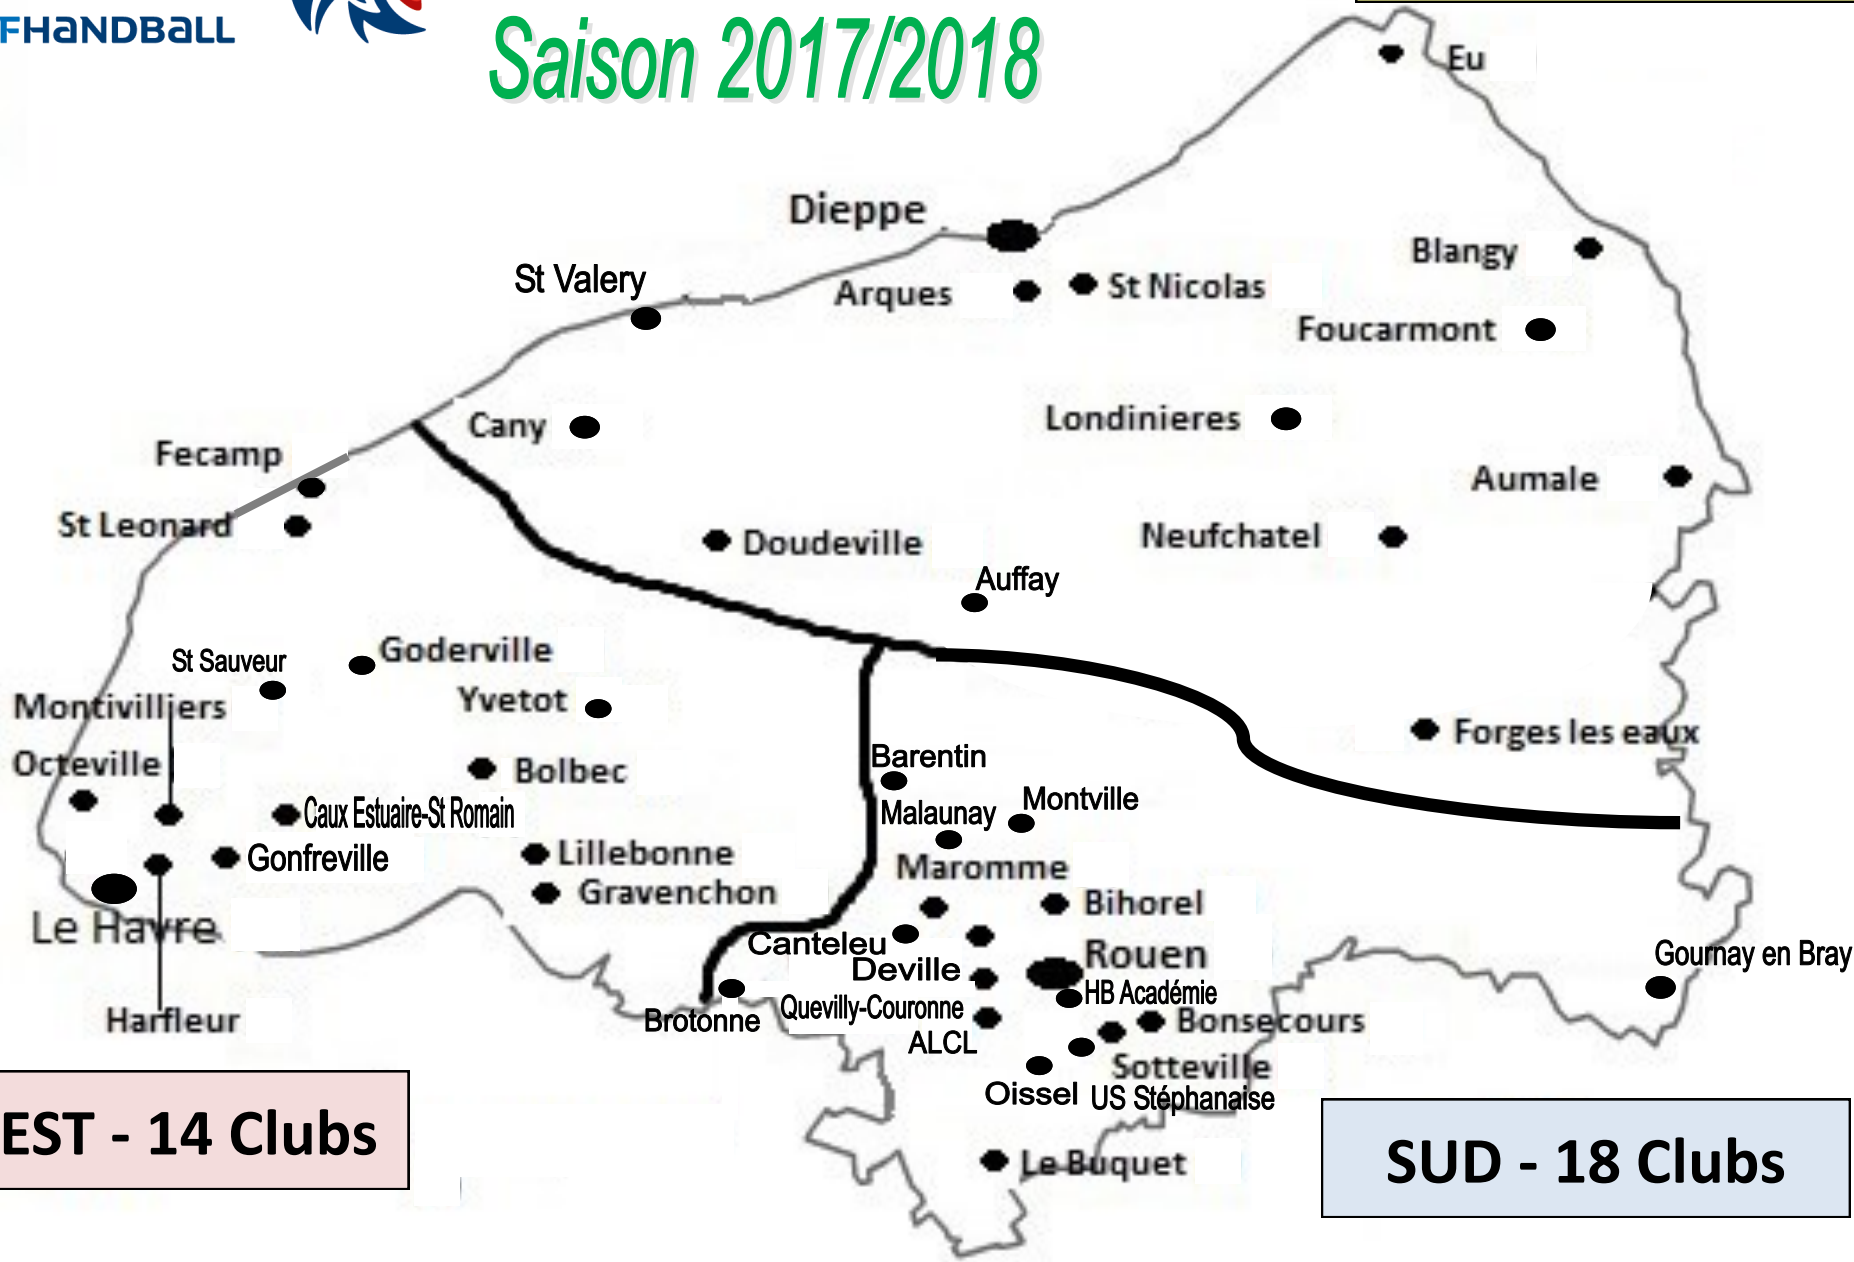 FHANDBALL
Saison 2017/2018
Eu
Dieppe
Blangy
St Valery
Arques
St Nicolas
Foucarmont
Cany
Londinieres
Fecamp
Aumale
St Leonard
Doudeville
Neufchatel
Auffay
St Sauveur
Goderville
Montivilliers
Yvetot
Forges les eaux
Octeville
Bolbec
Barentin
Caux Estuaire-St Romain
Malaunay
Montville
Gonfreville
Lillebonne
Maromme
Gravenchon
Bihorel
Le Havre
Canteleu
Rouen
Gournay en Bray
Deville
HB Académie
Quevilly-Couronne
Harfleur
Brotonne
Bonsecours
ALCL
Sotteville
Oissel
US Stéphanaise
EST - 14 Clubs
Le Buquet
SUD - 18 Clubs